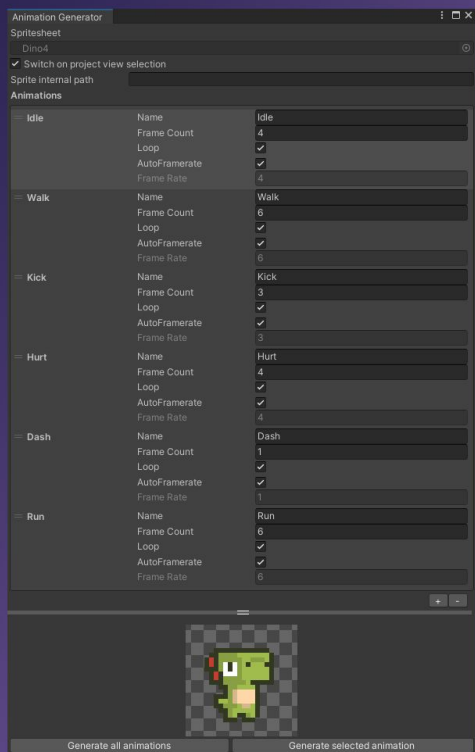 Animation Generator
Spritesheet
Dino4
Switch on project view selection
Sprite internal path
Animations
Idle Name Idle
Frame Count 4
Loop
AutoFramerate
Frame Rate 4
Walk Name Walk
Frame Count 6
Loop
AutoFramerate
Frame Rate 6
Kick Name Kick
Frame Count 3
Loop
AutoFramerate
Frame Rate 3
Hurt Name Hurt
Frame Count 4
Loop
AutoFramerate
Frame Rate 4
Dash Name Dash
Frame Count 1
Loop
AutoFramerate
Frame Rate 1
Run Name Run
Frame Count 6
Loop
AutoFramerate
Frame Rate 6
+ -
Generate all animations Generate selected animation